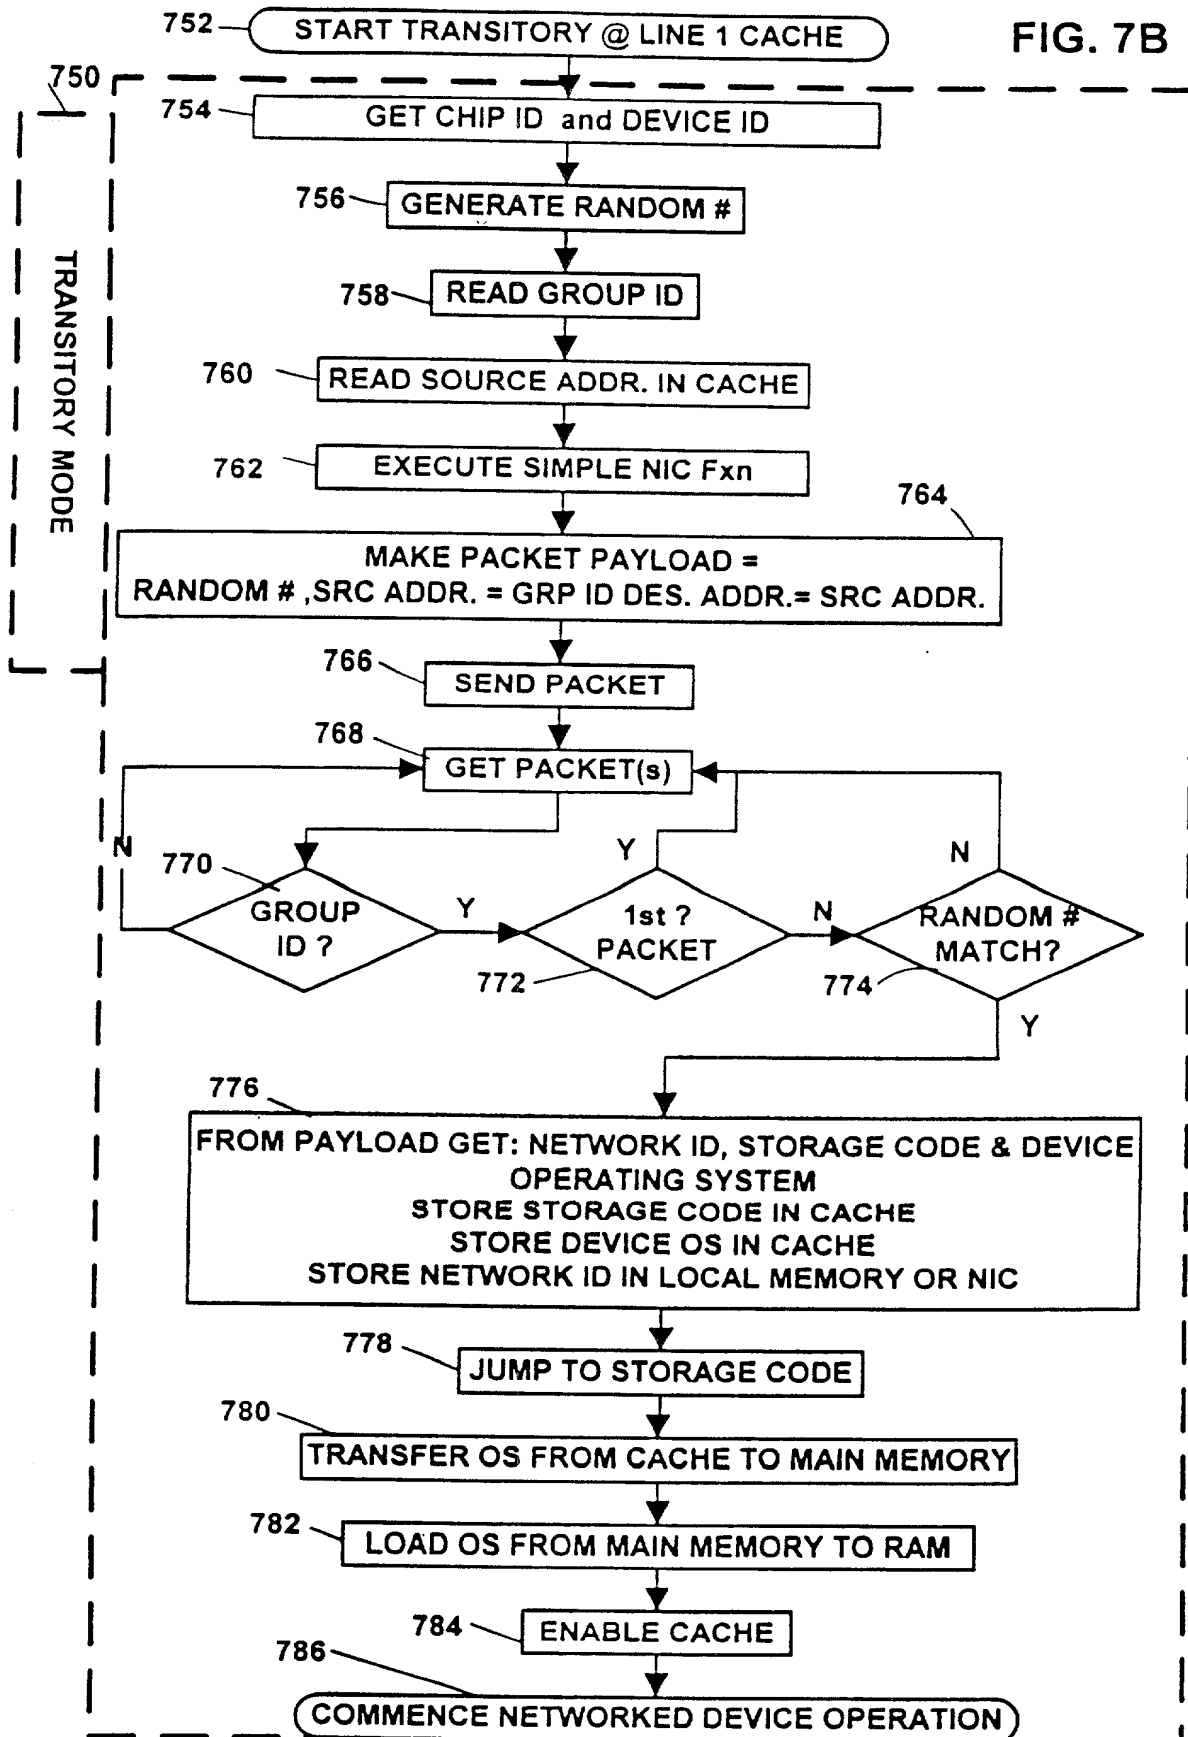 752 START TRANSITORY @ LINE 1 CACHE
FIG. 7B
750
TRANSITORY MODE
754 GET CHIP ID and DEVICE ID
756 GENERATE RANDOM #
758 READ GROUP ID
760 READ SOURCE ADDR. IN CACHE
762 EXECUTE SIMPLE NIC Fxn
764
MAKE PACKET PAYLOAD =
RANDOM # ,SRC ADDR. = GRP ID DES. ADDR.= SRC ADDR.
766
SEND PACKET
768
GET PACKET(s)
N
770
GROUP
ID ?
Y
Y
1st ?
PACKET
772
N
N
RANDOM #
MATCH?
774
Y
776
FROM PAYLOAD GET: NETWORK ID, STORAGE CODE & DEVICE
OPERATING SYSTEM
STORE STORAGE CODE IN CACHE
STORE DEVICE OS IN CACHE
STORE NETWORK ID IN LOCAL MEMORY OR NIC
778
JUMP TO STORAGE CODE
780
TRANSFER OS FROM CACHE TO MAIN MEMORY
782
LOAD OS FROM MAIN MEMORY TO RAM
784
ENABLE CACHE
786
COMMENCE NETWORKED DEVICE OPERATION